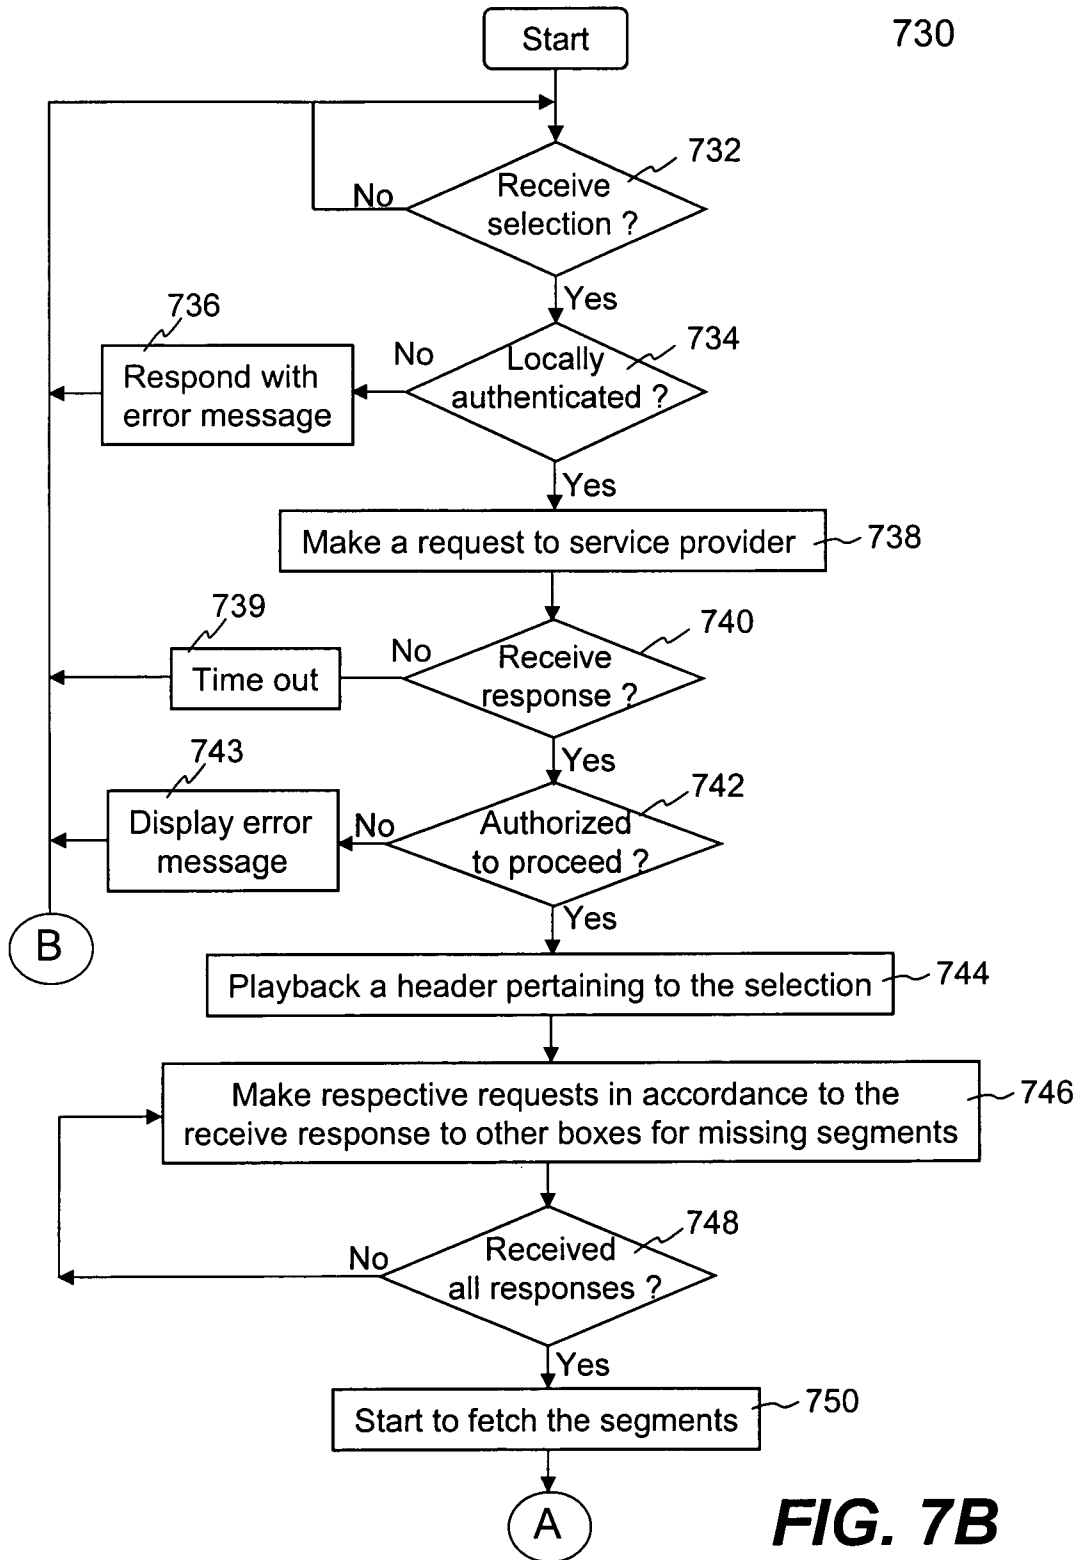 Start
730
732
Receive
selection ?
No
Yes
736
734
No
Locally
authenticated ?
Respond with
error message
Yes
Make a request to service provider
738
739
740
No
Receive
response ?
Time out
Yes
743
742
Display error
message
No
Authorized
to proceed ?
Yes
B
Playback a header pertaining to the selection
744
Make respective requests in accordance to the
receive response to other boxes for missing segments
746
748
No
Received
all responses ?
Yes
Start to fetch the segments
750
A
FIG. 7B